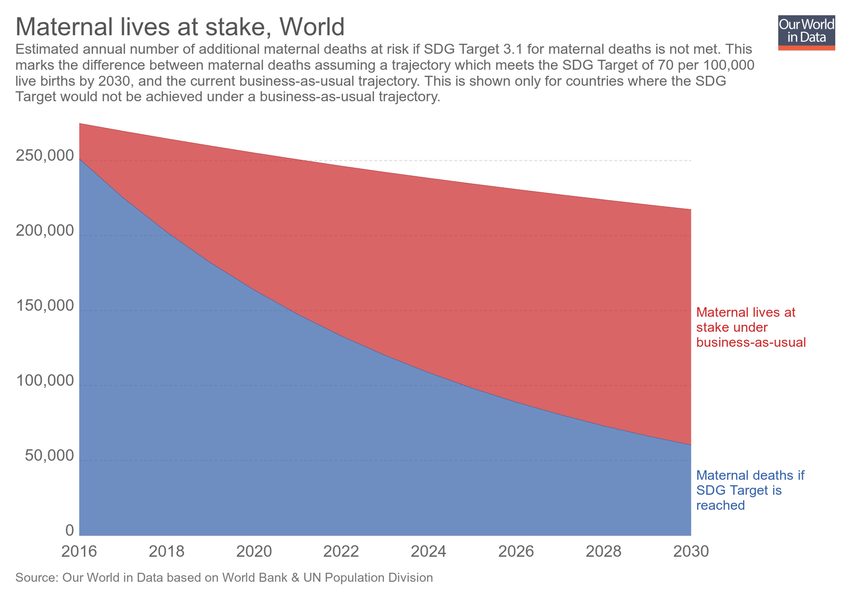 Maternal lives at stake, World
Our World
in Data
Estimated annual number of additional maternal deaths at risk if SDG Target 3.1 for maternal deaths is not met. This
marks the difference between maternal deaths assuming a trajectory which meets the SDG Target of 70 per 100,000
live births by 2030, and the current business-as-usual trajectory. This is shown only for countries where the SDG
Target would not be achieved under a business-as-usual trajectory.
250,000
200,000
150,000
100,000
50,000
0
Maternal lives at
stake under
business-as-usual
Maternal deaths if
SDG Target is
reached
2016 2018 2020 2022 2024 2026 2028 2030
Source: Our World in Data based on World Bank & UN Population Division